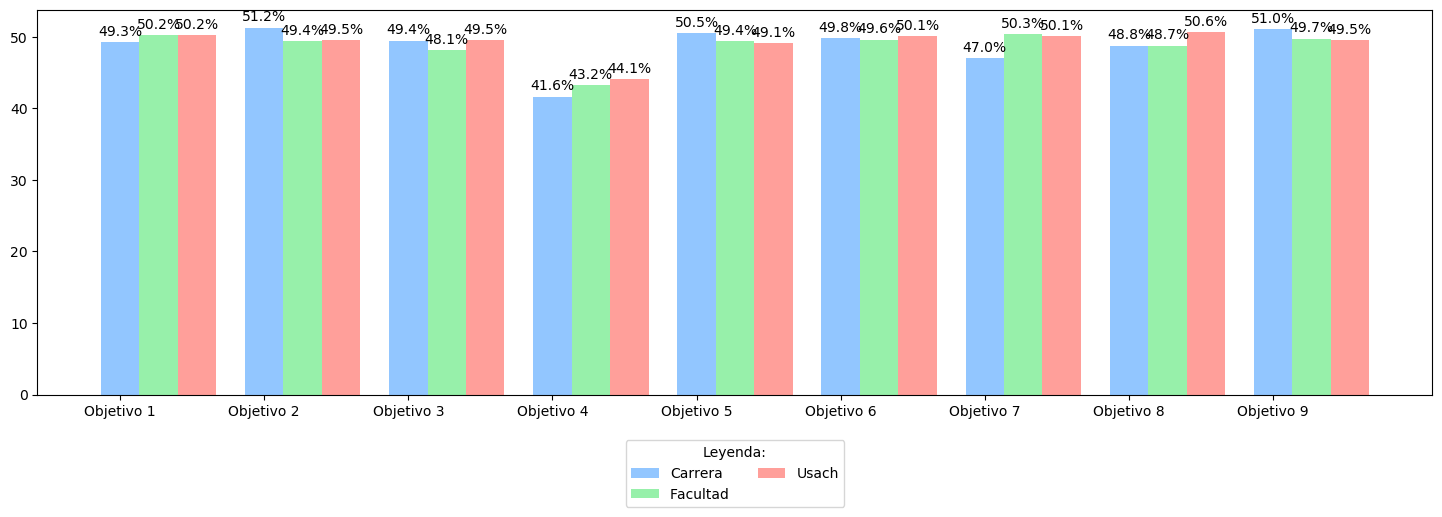 49.3% 50.2% 50.2% 51.2% 49.4% 49.5% 49.4% 48.1% 49.5% 41.6% 43.2% 44.1% 50.5% 49.4% 49.1% 49.8% 49.6% 50.1% 47.0% 50.3% 50.1% 48.8% 48.7% 50.6% 51.0% 49.7% 49.5%
50
40
30
20
10
0
Objetivo 1 Objetivo 2 Objetivo 3 Objetivo 4 Objetivo 5 Objetivo 6 Objetivo 7 Objetivo 8 Objetivo 9
Leyenda:
Carrera Usach
Facultad